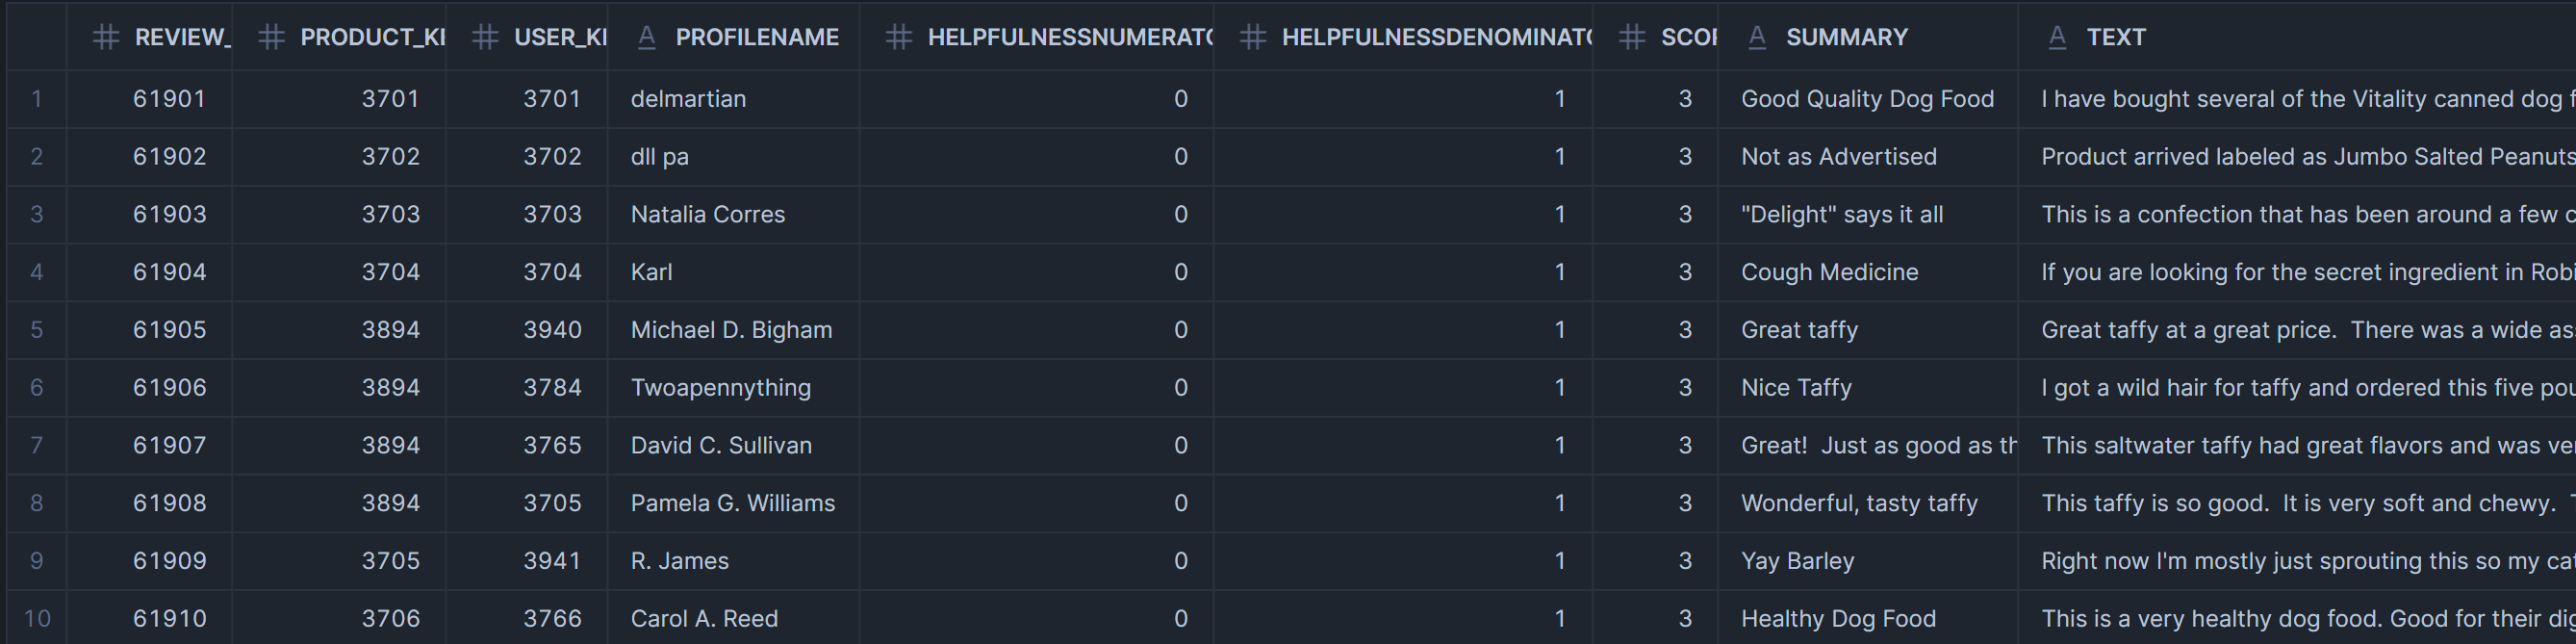 REVIEW_ PRODUCT_KE USER_KE PROFILENAME HELPFULNESSNUMERATO HELPFULNESSDENOMINATO SCOR SUMMARY TEXT
1 61901 3701 3701 delmartian 0 1 3 Good Quality Dog Food I have bought several of the Vitality canned dog f
2 61902 3702 3702 dll pa 0 1 3 Not as Advertised Product arrived labeled as Jumbo Salted Peanuts
3 61903 3703 3703 Natalia Corres 0 1 3 "Delight" says it all This is a confection that has been around a few c
4 61904 3704 3704 Karl 0 1 3 Cough Medicine If you are looking for the secret ingredient in Robi
5 61905 3894 3940 Michael D. Bigham 0 1 3 Great taffy Great taffy at a great price.  There was a wide as
6 61906 3894 3784 Twoapennything 0 1 3 Nice Taffy I got a wild hair for taffy and ordered this five pou
7 61907 3894 3765 David C. Sullivan 0 1 3 Great!  Just as good as th This saltwater taffy had great flavors and was ver
8 61908 3894 3705 Pamela G. Williams 0 1 3 Wonderful, tasty taffy This taffy is so good.  It is very soft and chewy.  T
9 61909 3705 3941 R. James 0 1 3 Yay Barley Right now I'm mostly just sprouting this so my cat
10 61910 3706 3766 Carol A. Reed 0 1 3 Healthy Dog Food This is a very healthy dog food. Good for their dig